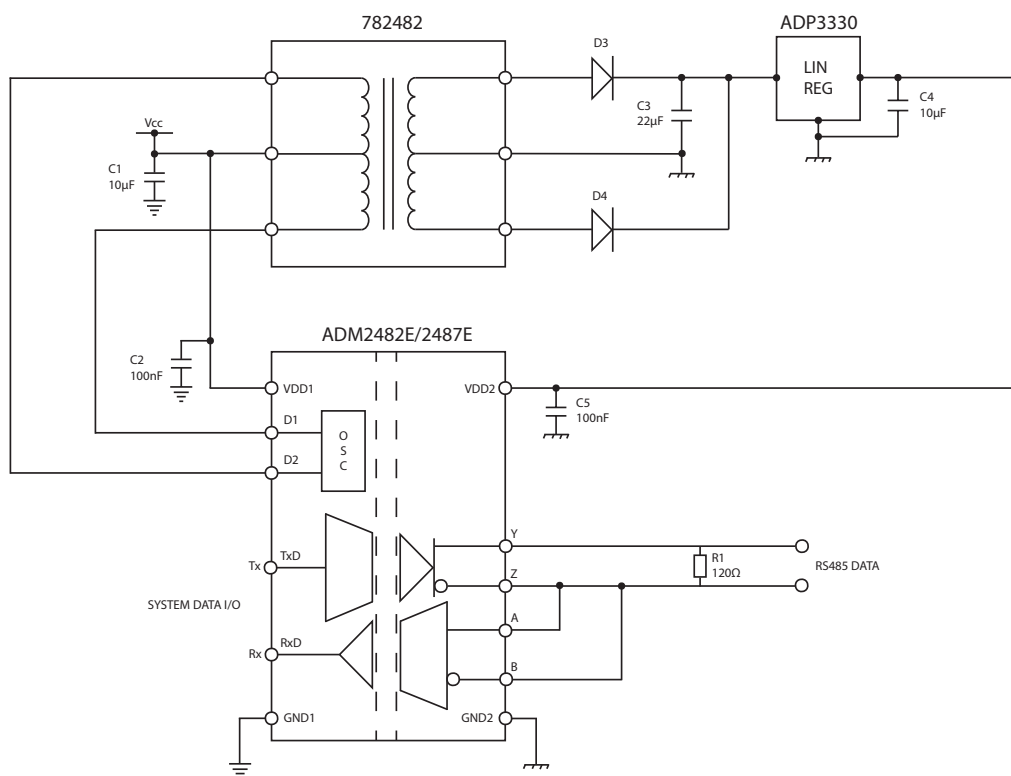 782482
ADP3330
D3
LIN
REG
C3
22µF
C4
10µF
Vcc
C1
10µF
D4
ADM2482E/2487E
C2
100nF
VDD1
VDD2
C5
100nF
D1
O
S
C
D2
Y
TxD
Tx
R1
120Ω
RS485 DATA
Z
SYSTEM DATA I/O
A
RxD
Rx
B
GND1
GND2